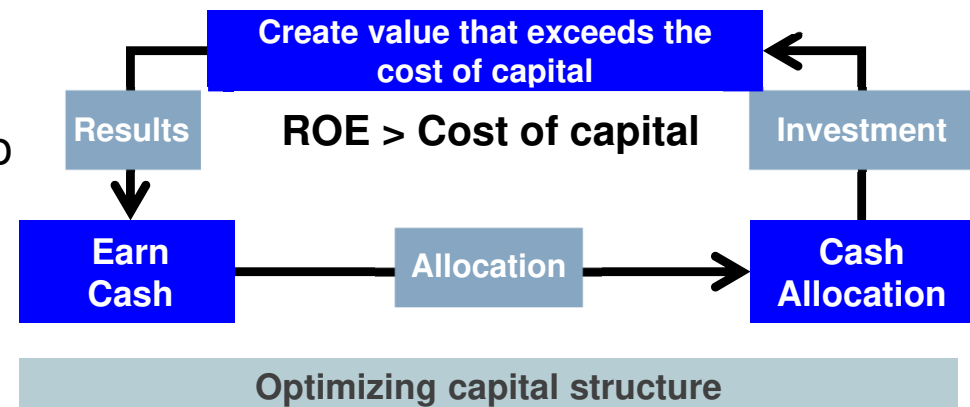 Create value that exceeds the
cost of capital
Results
ROE > Cost of capital
Investment
Earn
Cash
Allocation
Cash
Allocation
Optimizing capital structure